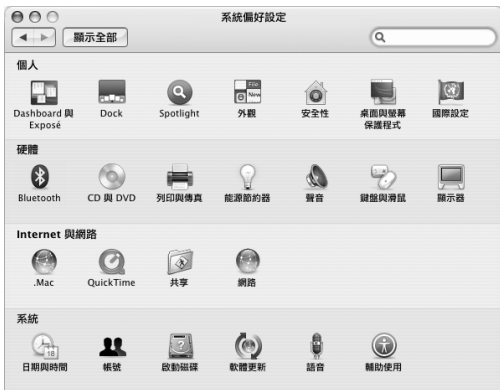 系統偏好設定
顯示全部
個人
Dashboard 與 Exposé
Dock
Spotlight
File
New
外觀
安全性
桌面與螢幕保護程式
國際設定
硬體
Bluetooth
CD 與 DVD
列印與傳真
能源節約器
聲音
鍵盤與滑鼠
顯示器
Internet 與網路
.Mac
QuickTime
共享
網路
系統
18
日期與時間
帳號
啟動磁碟
軟體更新
語音
輔助使用